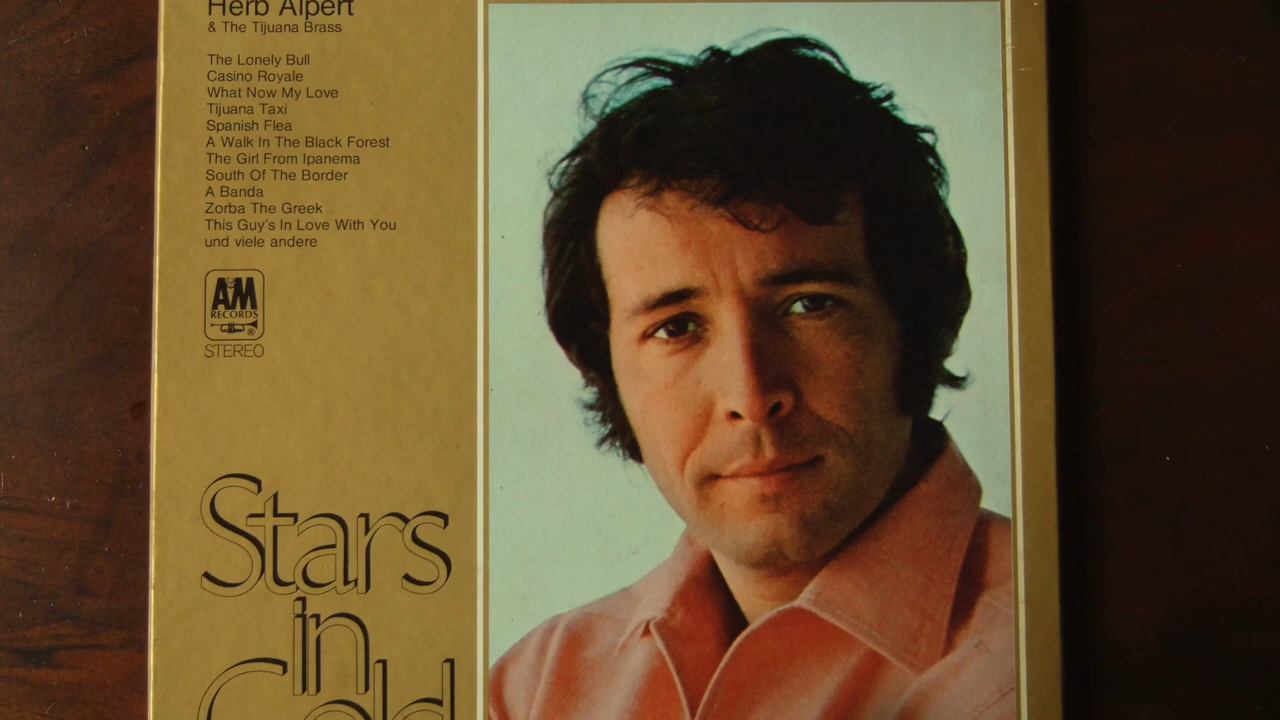 Herb Alpert
& The Tijuana Brass
The Lonely Bull
Casino Royale
What Now My Love
Tijuana Taxi
Spanish Flea
A Walk In The Black Forest
The Girl From Ipanema
South Of The Border
A Banda
Zorba The Greek
This Guy's In Love With You
und viele andere
A&M
RECORDS
®
STEREO
Stars
in
Gold